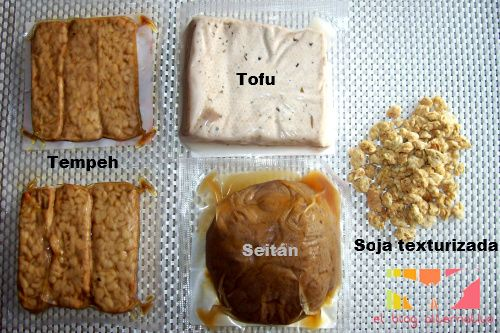 Tofu
Tempeh
Seitán
Soja texturizada
el blog alternativo